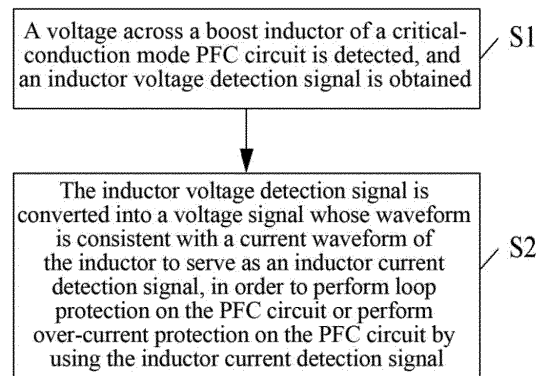 A voltage across a boost inductor of a critical-
conduction mode PFC circuit is detected, and
an inductor voltage detection signal is obtained
S1
The inductor voltage detection signal is
converted into a voltage signal whose waveform
is consistent with a current waveform of
the inductor to serve as an inductor current
detection signal, in order to perform loop
protection on the PFC circuit or perform
over-current protection on the PFC circuit by
using the inductor current detection signal
S2